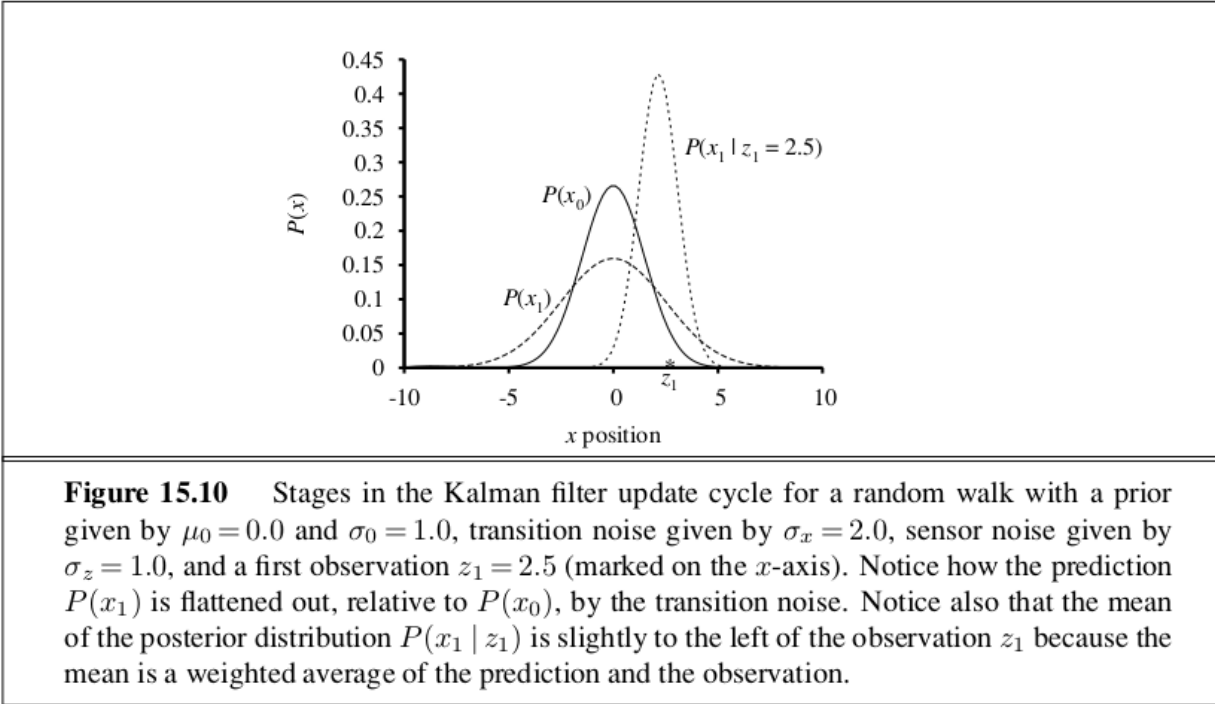 0.45
0.4
0.35
0.3
0.25
0.2
0.15
0.1
0.05
0
P(x)
P(x₀)
P(x₁)
P(x₁ | z₁ = 2.5)
*
z₁
-10 -5 0 5 10
x position
Figure 15.10 Stages in the Kalman filter update cycle for a random walk with a prior
given by μ₀ = 0.0 and σ₀ = 1.0, transition noise given by σₓ = 2.0, sensor noise given by
σ_z = 1.0, and a first observation z₁ = 2.5 (marked on the x-axis). Notice how the prediction
P(x₁) is flattened out, relative to P(x₀), by the transition noise. Notice also that the mean
of the posterior distribution P(x₁ | z₁) is slightly to the left of the observation z₁ because the
mean is a weighted average of the prediction and the observation.